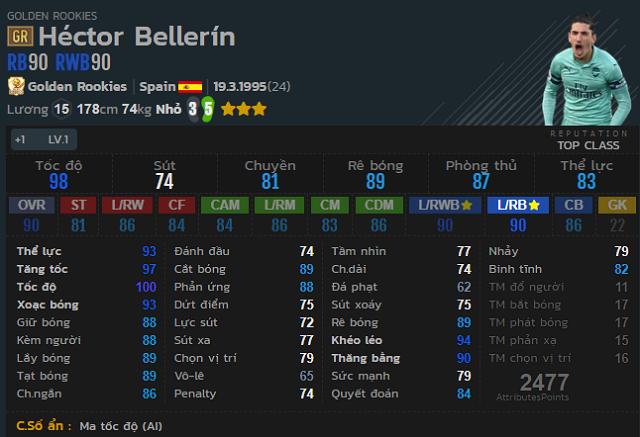 GOLDEN ROOKIES
GR Héctor Bellerín
RB90 RWB90
Golden Rookies Spain 19.3.1995(24)
Lương 15 178cm 74kg Nhỏ 3 5
Fly Emirates
REPUTATION
TOP CLASS
+1 LV.1
Tốc độ Sút Chuyền Rê bóng Phòng thủ Thể lực
98 74 81 89 87 83
OVR ST L/RW CF CAM L/RM CM CDM L/RWB L/RB CB GK
90 81 86 84 84 86 83 86 90 90 86 22
Thể lực 93 Đánh đầu 74 Tầm nhìn 77 Nhảy 79
Tăng tốc 97 Cắt bóng 89 Ch.dài 74 Bình tĩnh 82
Tốc độ 100 Phản ứng 88 Đá phạt 62 TM đổ người 11
Xoạc bóng 93 Dứt điểm 75 Sút xoáy 75 TM bắt bóng 17
Giữ bóng 88 Lực sút 72 Rê bóng 89 TM phát bóng 17
Kèm người 88 Sút xa 77 Khéo léo 94 TM phản xạ 15
Lấy bóng 89 Chọn vị trí 79 Thăng bằng 90 TM chọn vị trí 16
Tạt bóng 89 Vô-lê 65 Sức mạnh 79
Ch.ngắn 86 Penalty 74 Quyết đoán 84
2477
AttributesPoints
C.Số ẩn : Ma tốc độ (AI)